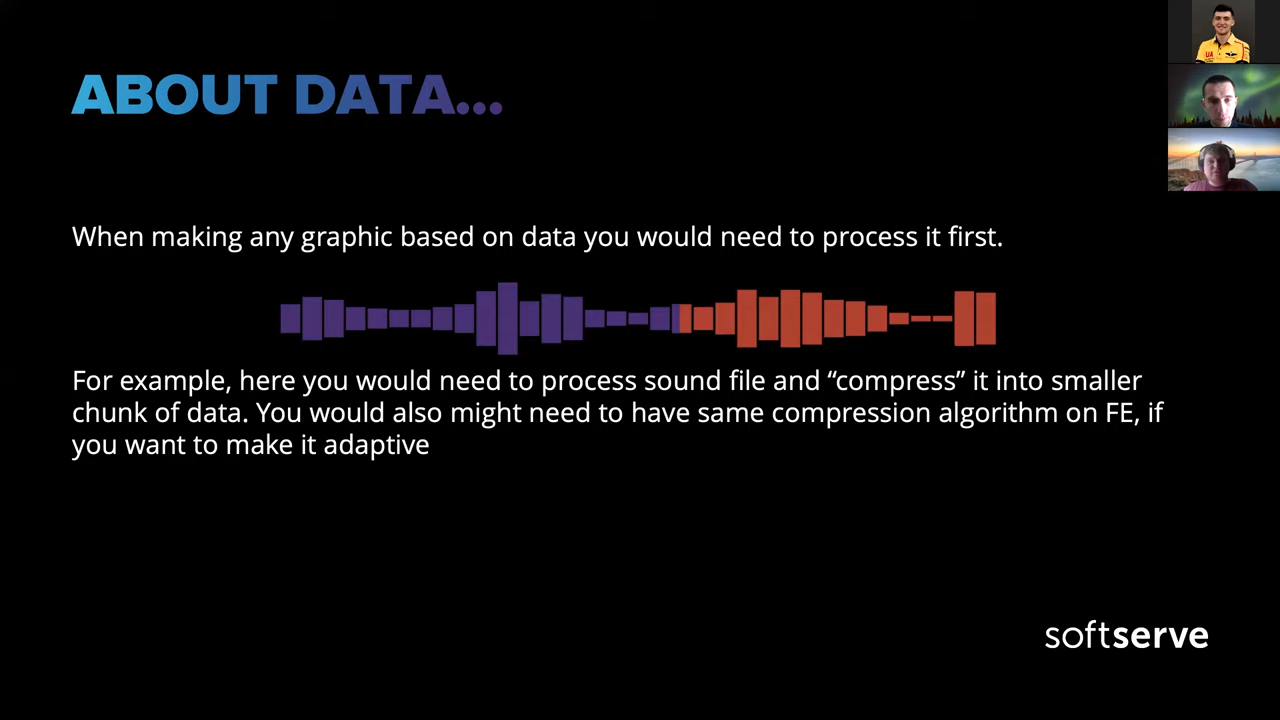 ABOUT DATA...
When making any graphic based on data you would need to process it first.
For example, here you would need to process sound file and “compress” it into smaller
chunk of data. You would also might need to have same compression algorithm on FE, if
you want to make it adaptive
softserve
UA